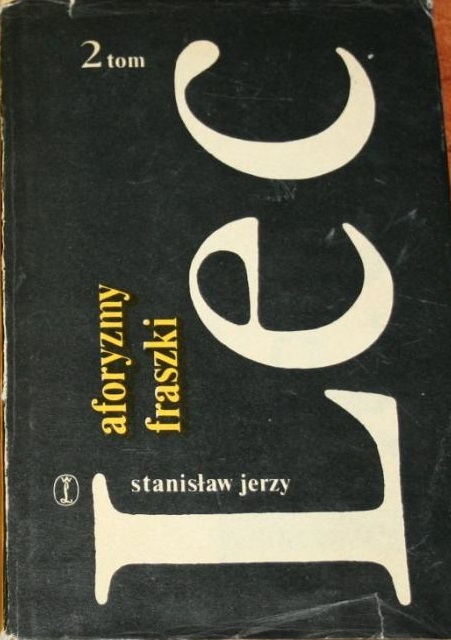 2 tom
aforyzmy
fraszki
stanisław jerzy
Lec